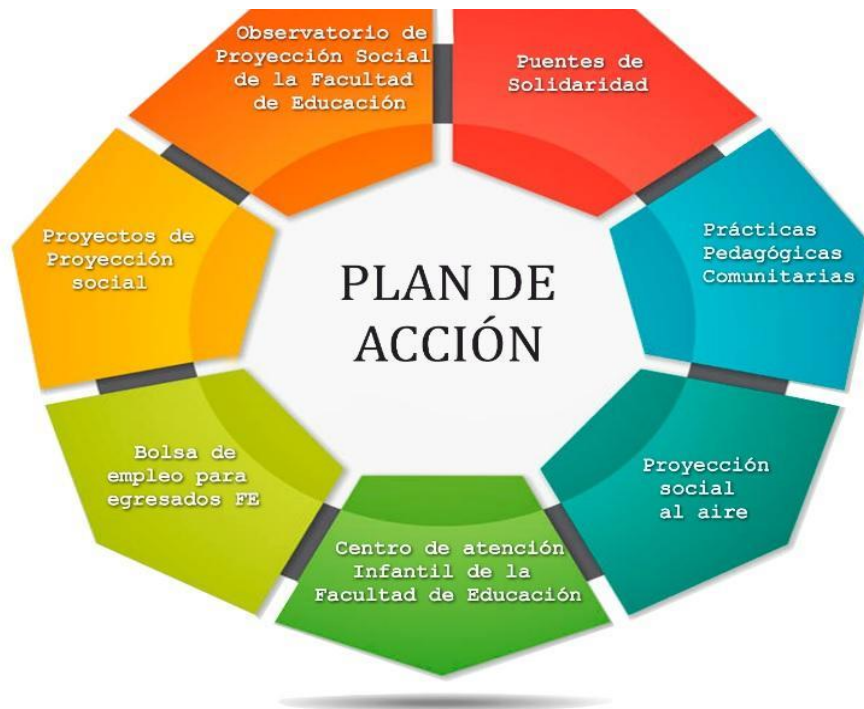 Observatorio de
Proyección Social
de la Facultad
de Educación
Puentes de
Solidaridad
Prácticas
Pedagógicas
Comunitarias
Proyección
social
al aire
Centro de atención
Infantil de la
Facultad de Educación
Bolsa de
empleo para
egresados FE
Proyectos de
Proyección
social
PLAN DE
ACCIÓN